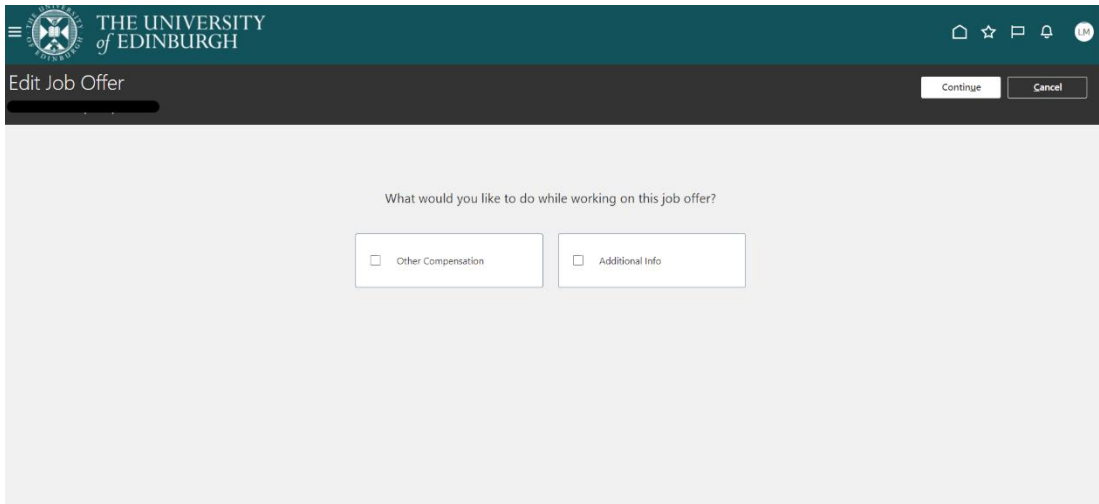 THE UNIVERSITY
of EDINBURGH
LM
Edit Job Offer
Continue
Cancel
What would you like to do while working on this job offer?
Other Compensation
Additional Info